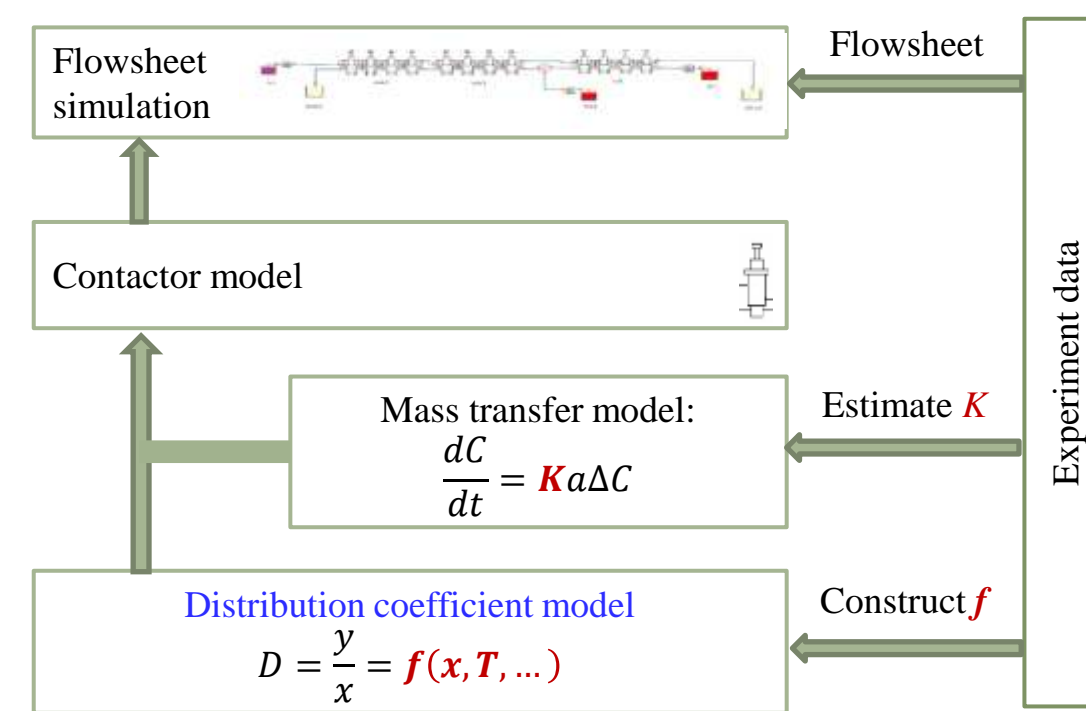 Flowsheet
simulation
Flowsheet
Contactor model
Mass transfer model:
dC/dt = KaΔC
Estimate K
Distribution coefficient model
D = y/x = f(x, T, …)
Construct f
Experiment data